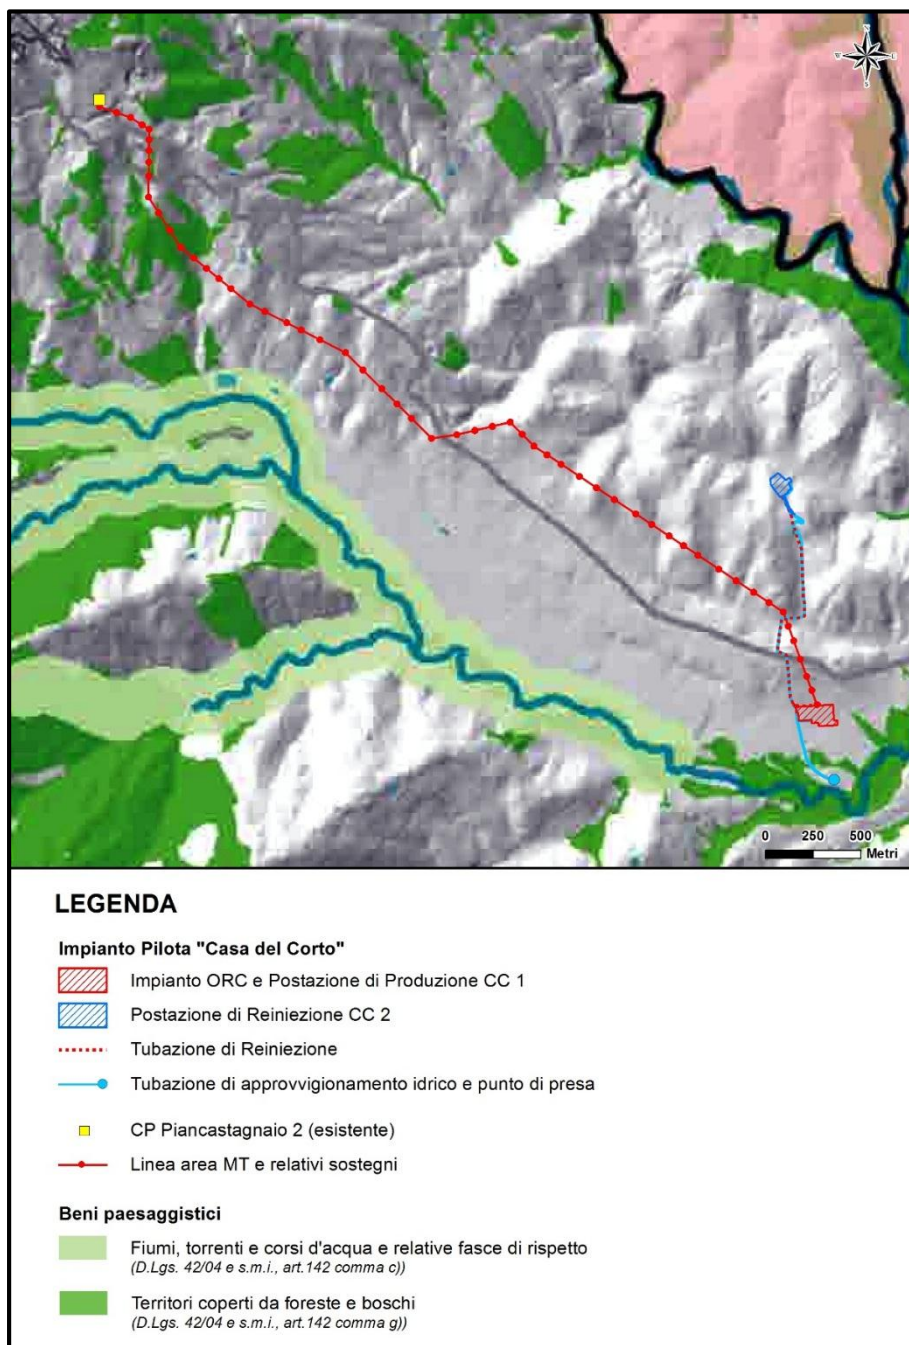 N
W
E
S
0 250 500
Metri
LEGENDA
Impianto Pilota "Casa del Corto"
Impianto ORC e Postazione di Produzione CC 1
Postazione di Reiniezione CC 2
Tubazione di Reiniezione
Tubazione di approvvigionamento idrico e punto di presa
CP Piancastagnaio 2 (esistente)
Linea area MT e relativi sostegni
Beni paesaggistici
Fiumi, torrenti e corsi d'acqua e relative fasce di rispetto
(D.Lgs. 42/04 e s.m.i., art.142 comma c))
Territori coperti da foreste e boschi
(D.Lgs. 42/04 e s.m.i., art.142 comma g))